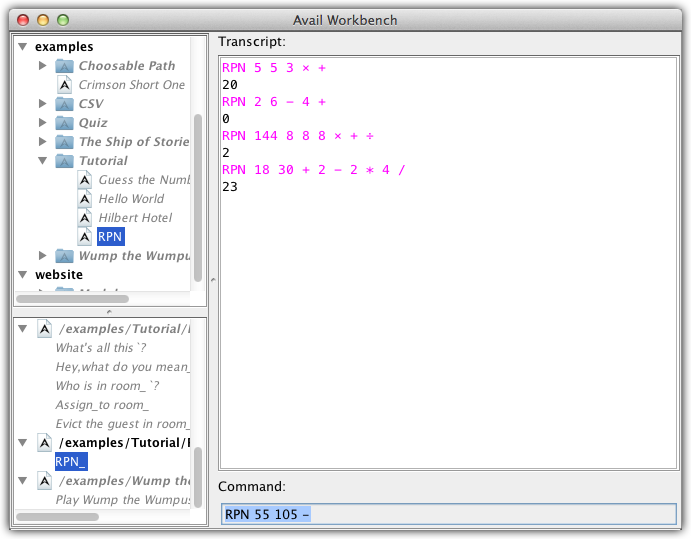 Avail Workbench
examples
Choosable Path
Crimson Short One
CSV
Quiz
The Ship of Storie
Tutorial
Guess the Numb
Hello World
Hilbert Hotel
RPN
Wump the Wumpu
website
/examples/Tutorial/
What's all this`?
Hey,what do you mean_
Who is in room_`?
Assign_to room_
Evict the guest in room_
/examples/Tutorial/
RPN_
/examples/Wump the
Play Wump the Wumpus
Transcript:
RPN 5 5 3 × +
20
RPN 2 6 − 4 +
0
RPN 144 8 8 8 × + ÷
2
RPN 18 30 + 2 − 2 * 4 /
23
Command:
RPN 55 105 −